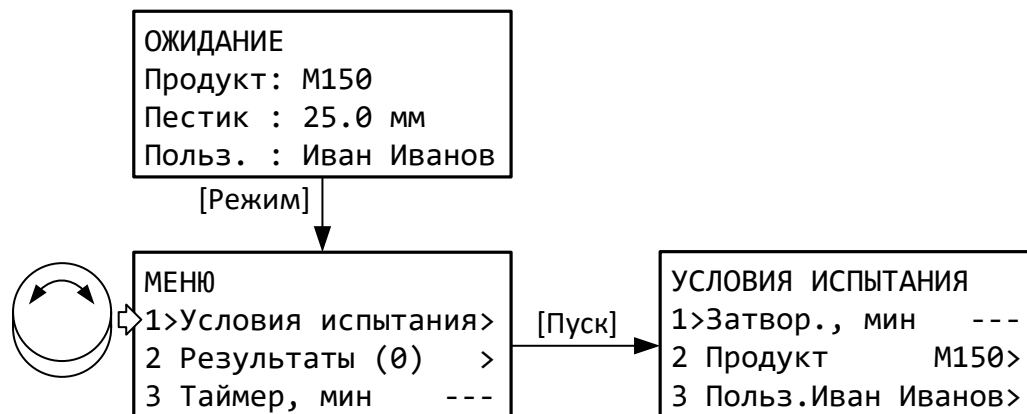 ОЖИДАНИЕ
Продукт: М150
Пестик : 25.0 мм
Польз. : Иван Иванов
[Режим]
МЕНЮ
1>Условия испытания>
2 Результаты (0) >
3 Таймер, мин ---
[Пуск]
УСЛОВИЯ ИСПЫТАНИЯ
1>Затвор., мин ---
2 Продукт М150>
3 Польз.Иван Иванов>